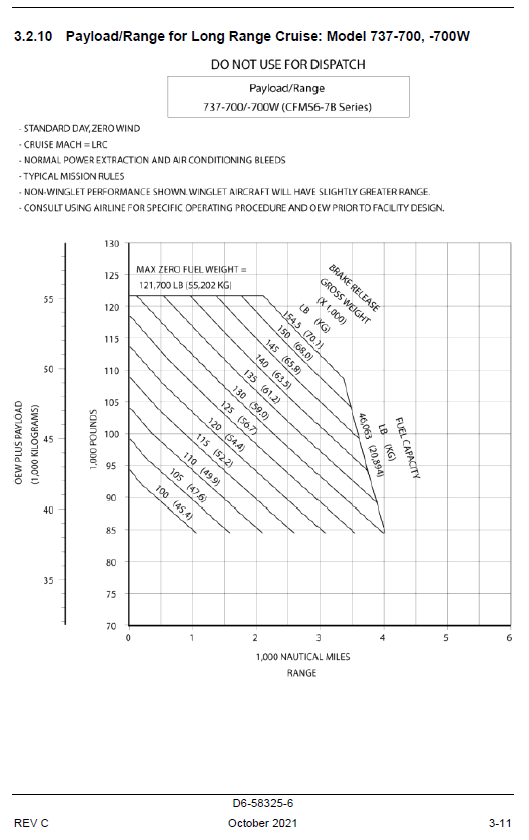 3.2.10 Payload/Range for Long Range Cruise: Model 737-700, -700W
DO NOT USE FOR DISPATCH
Payload/Range
737-700/-700W (CFM56-7B Series)
- STANDARD DAY, ZERO WIND
- CRUISE MACH = LRC
- NORMAL POWER EXTRACTION AND AIR CONDITIONING BLEEDS
- TYPICAL MISSION RULES
- NON-WINGLET PERFORMANCE SHOWN. WINGLET AIRCRAFT WILL HAVE SLIGHTLY GREATER RANGE.
- CONSULT USING AIRLINE FOR SPECIFIC OPERATING PROCEDURE AND OEW PRIOR TO FACILITY DESIGN.
OEW PLUS PAYLOAD
(1,000 KILOGRAMS)
55
50
45
40
35
1,000 POUNDS
130
125
120
115
110
105
100
95
90
85
80
75
70
MAX ZERO FUEL WEIGHT =
121,700 LB (55,202 KG)
BRAKE RELEASE
GROSS WEIGHT
(X 1,000)
LB (KG)
154.5 (70.1)
150 (68.0)
145 (65.8)
140 (63.5)
135 (61.2)
130 (59.0)
125 (56.7)
120 (54.4)
115 (52.2)
110 (49.9)
105 (47.6)
100 (45.4)
FUEL CAPACITY
LB (KG)
46,063 (20,894)
0 1 2 3 4 5 6
1,000 NAUTICAL MILES
RANGE
D6-58325-6
REV C October 2021 3-11